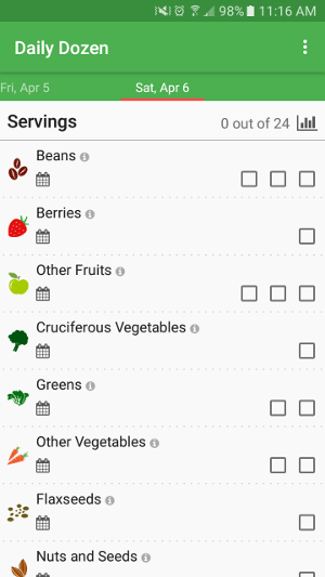 98% 11:16 AM
Daily Dozen
Fri, Apr 5 Sat, Apr 6
Servings 0 out of 24
Beans
Berries
Other Fruits
Cruciferous Vegetables
Greens
Other Vegetables
Flaxseeds
Nuts and Seeds